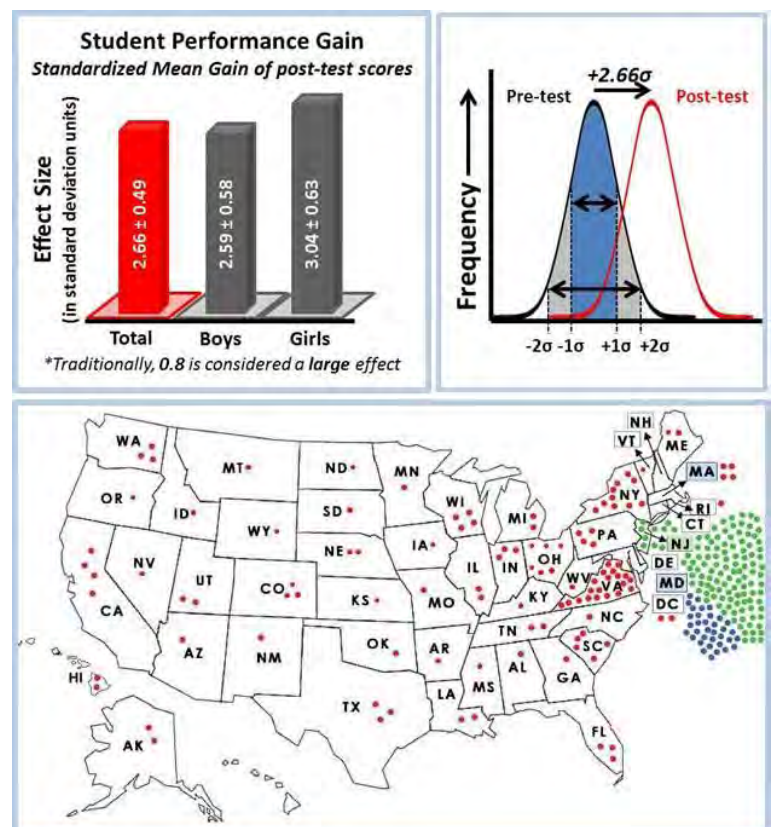 Student Performance Gain
Standardized Mean Gain of post-test scores
Effect Size
(in standard deviation units)
2.66 ± 0.49
2.59 ± 0.58
3.04 ± 0.63
Total
Boys
Girls
*Traditionally, 0.8 is considered a large effect
+2.66σ
Pre-test
Post-test
Frequency
-2σ
-1σ
+1σ
+2σ
WA
MT
ND
MN
OR
ID
WY
SD
WI
MI
NY
VT
NH
ME
MA
RI
CT
NJ
PA
DE
MD
DC
NV
UT
CO
NE
IA
IL
IN
OH
WV
VA
CA
KS
MO
KY
NC
TN
SC
AZ
NM
OK
AR
MS
AL
GA
LA
TX
FL
HI
AK